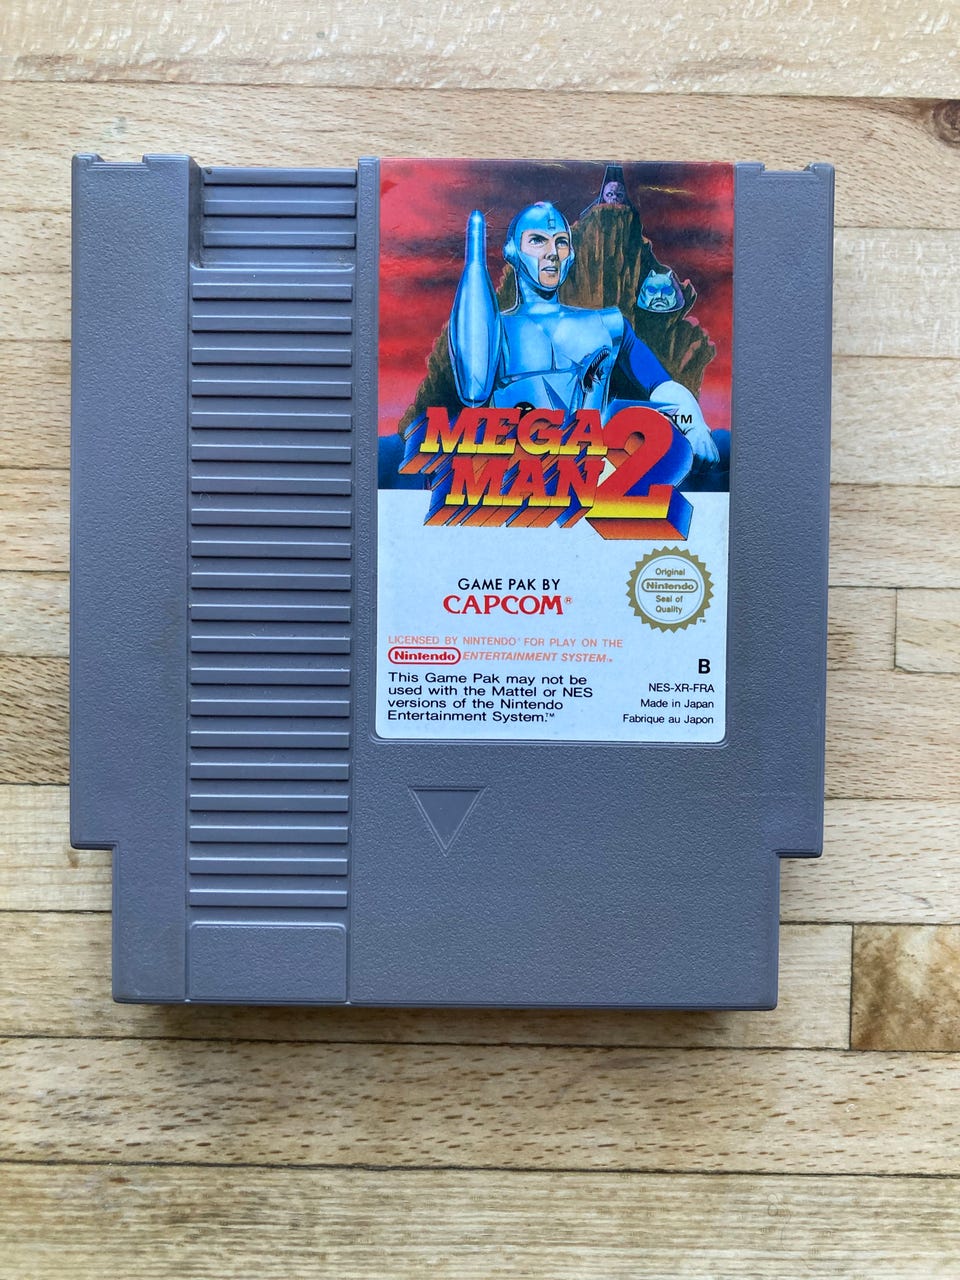 MEGA
MAN 2 ™
GAME PAK BY
CAPCOM®
Original
Nintendo
Seal of
Quality
™
LICENSED BY NINTENDO® FOR PLAY ON THE
Nintendo ENTERTAINMENT SYSTEM™
This Game Pak may not be
used with the Mattel or NES
versions of the Nintendo
Entertainment System.™
B
NES-XR-FRA
Made in Japan
Fabriqué au Japon